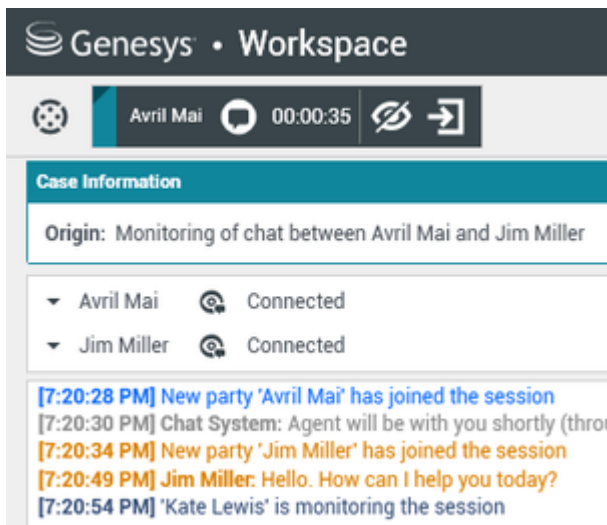 Genesys • Workspace
Avril Mai 00:00:35
Case Information
Origin: Monitoring of chat between Avril Mai and Jim Miller
Avril Mai Connected
Jim Miller Connected
[7:20:28 PM] New party 'Avril Mai' has joined the session
[7:20:30 PM] Chat System: Agent will be with you shortly (throu
[7:20:34 PM] New party 'Jim Miller' has joined the session
[7:20:49 PM] Jim Miller: Hello. How can I help you today?
[7:20:54 PM] 'Kate Lewis' is monitoring the session